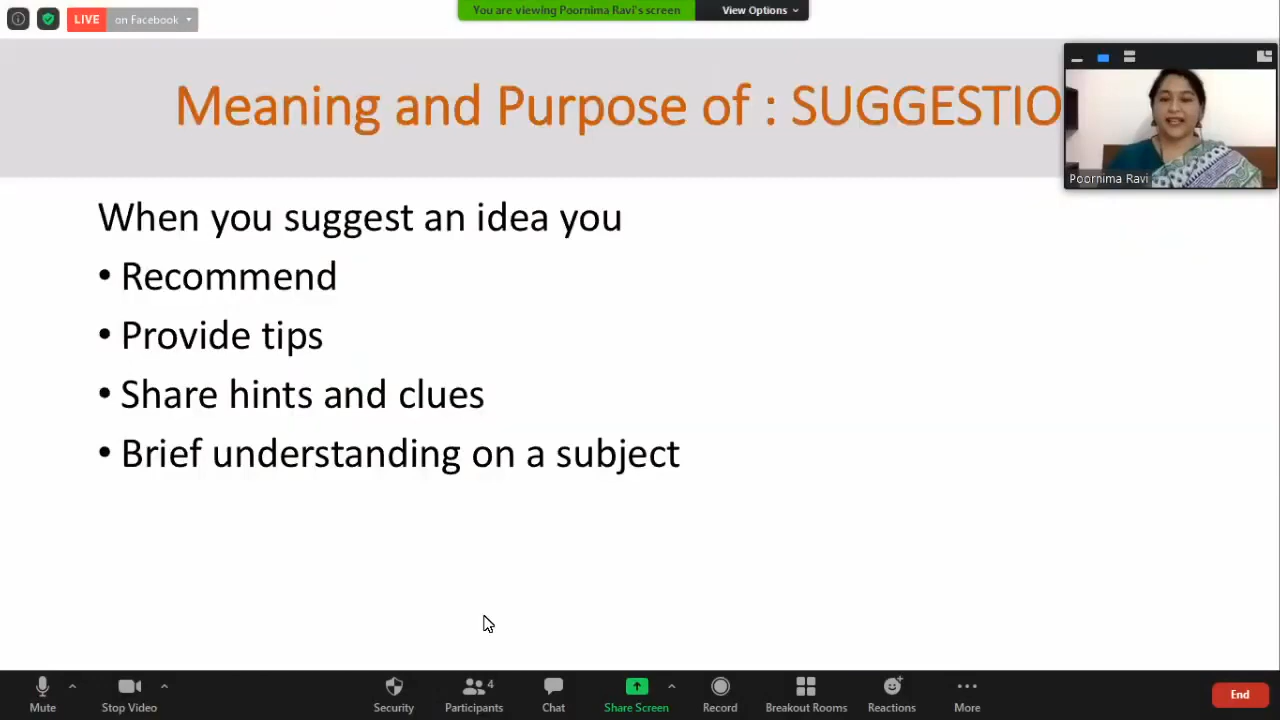 LIVE on Facebook
You are viewing Poornima Ravi's screen View Options
Meaning and Purpose of : SUGGESTIO
Poornima Ravi
When you suggest an idea you
• Recommend
• Provide tips
• Share hints and clues
• Brief understanding on a subject
Mute Stop Video Security Participants 4 Chat Share Screen Record Breakout Rooms Reactions More End